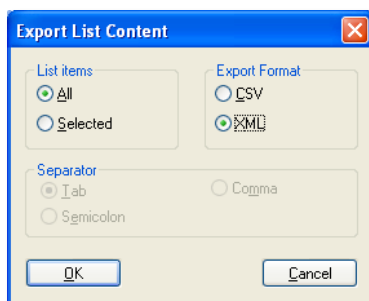 Export List Content
List items
All
Selected
Export Format
CSV
XML
Separator
Tab
Comma
Semicolon
OK
Cancel